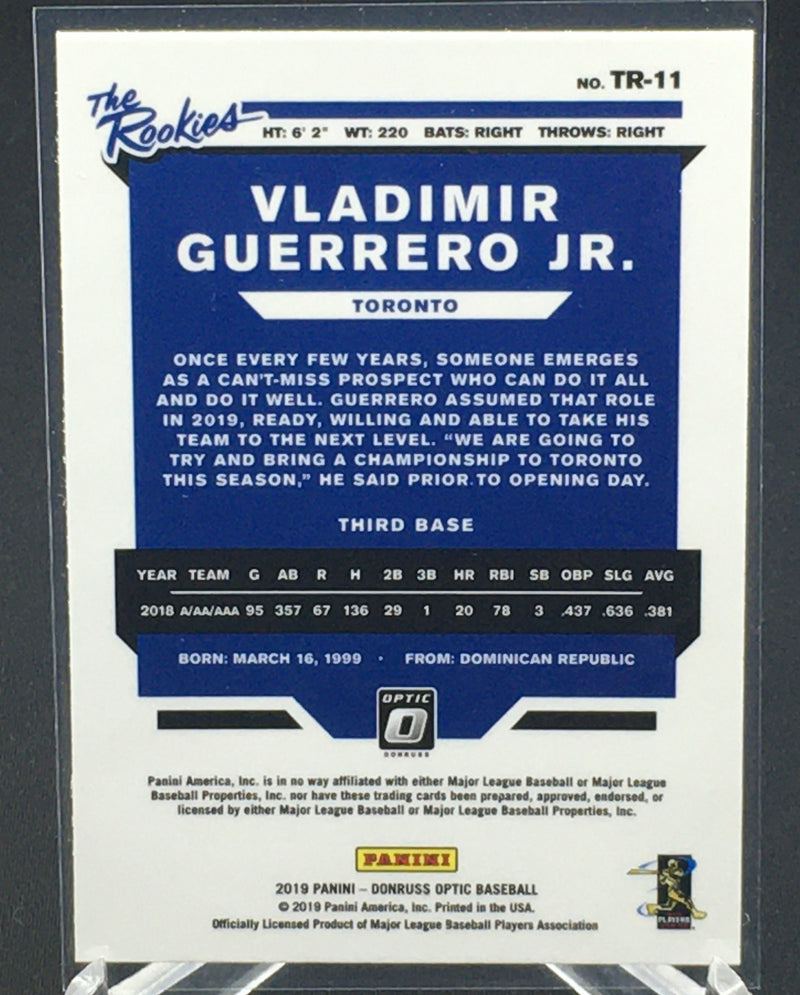 NO. TR-11
The
Rookies
HT: 6' 2" WT: 220 BATS: RIGHT THROWS: RIGHT
VLADIMIR
GUERRERO JR.
TORONTO
ONCE EVERY FEW YEARS, SOMEONE EMERGES
AS A CAN'T-MISS PROSPECT WHO CAN DO IT ALL
AND DO IT WELL. GUERRERO ASSUMED THAT ROLE
IN 2019, READY, WILLING AND ABLE TO TAKE HIS
TEAM TO THE NEXT LEVEL. “WE ARE GOING TO
TRY AND BRING A CHAMPIONSHIP TO TORONTO
THIS SEASON,” HE SAID PRIOR TO OPENING DAY.
THIRD BASE
YEAR TEAM G AB R H 2B 3B HR RBI SB OBP SLG AVG
2018 A/AA/AAA 95 357 67 136 29 1 20 78 3 .437 .636 .381
BORN: MARCH 16, 1999 · FROM: DOMINICAN REPUBLIC
OPTIC
O
DONRUSS
Panini America, Inc. is in no way affiliated with either Major League Baseball or Major League
Baseball Properties, Inc. nor have these trading cards been prepared, approved, endorsed, or
licensed by either Major League Baseball or Major League Baseball Properties, Inc.
PANINI
2019 PANINI – DONRUSS OPTIC BASEBALL
© 2019 Panini America, Inc. Printed in the USA.
Officially Licensed Product of Major League Baseball Players Association
PLAYERS